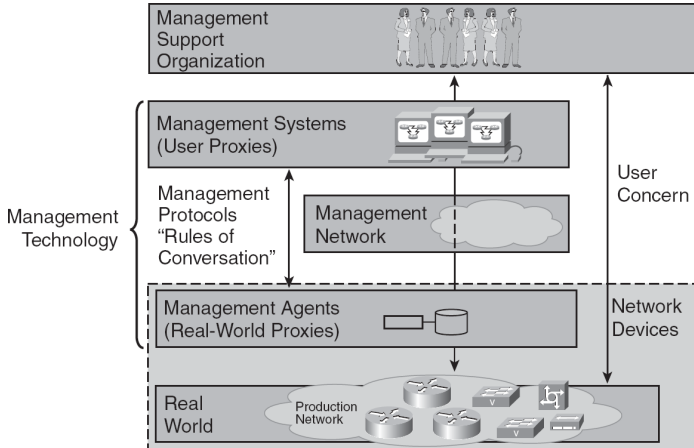 Management
Support
Organization
Management Systems
(User Proxies)
Management
Protocols
“Rules of
Conversation”
Management
Network
User
Concern
Management
Technology
Management Agents
(Real-World Proxies)
Network
Devices
Real
World
Production
Network
V
V